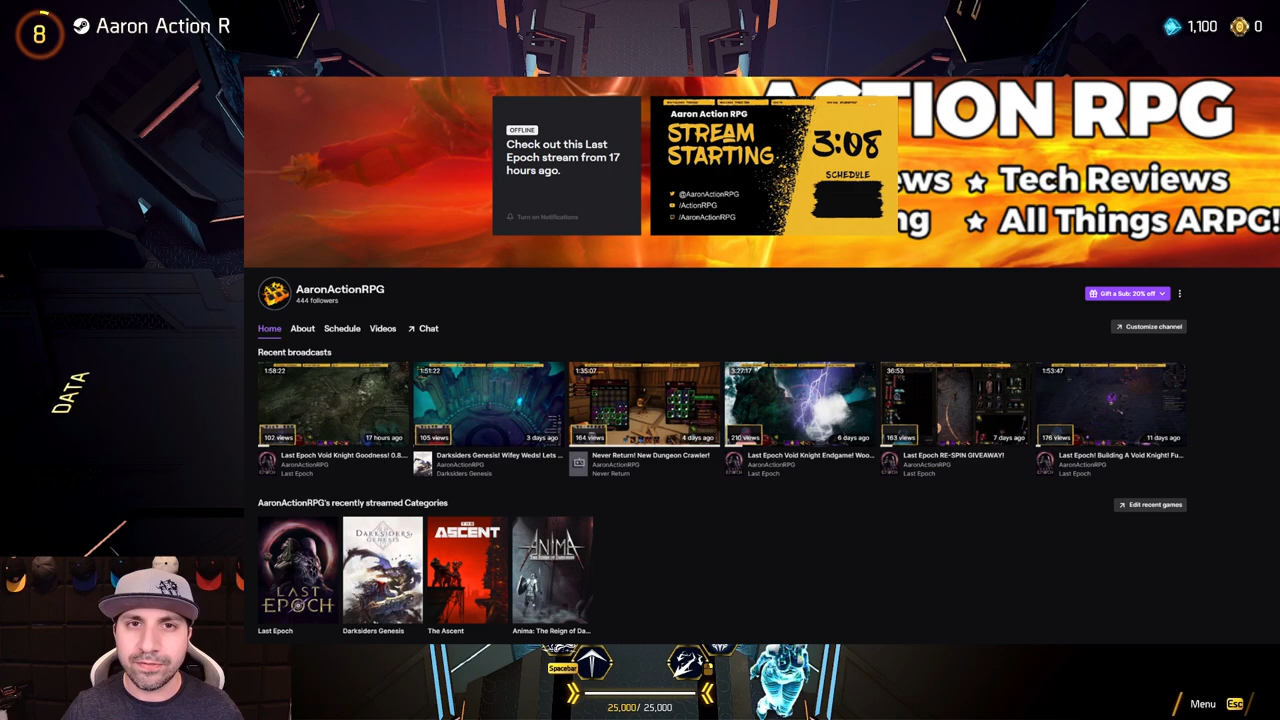 8
Aaron Action R
1,100
0
ACTION RPG
OFFLINE
Check out this Last
Epoch stream from 17
hours ago.
Turn on Notifications
Aaron Action RPG
STREAM
STARTING
3:08
SCHEDULE
@AaronActionRPG
/ActionRPG
/AaronActionRPG
ews ★ Tech Reviews
ng ★ All Things ARPG!
AaronActionRPG
444 followers
Gift a Sub: 20% off
Home About Schedule Videos Chat
Customize channel
Recent broadcasts
1:58:22
102 views
17 hours ago
Last Epoch Void Knight Goodness! 0.8....
AaronActionRPG
Last Epoch
1:51:22
105 views
3 days ago
Darksiders Genesis! Wifey Weds! Lets ...
AaronActionRPG
Darksiders Genesis
1:35:07
164 views
4 days ago
Never Return! New Dungeon Crawler!
AaronActionRPG
Never Return
3:27:17
210 views
6 days ago
Last Epoch Void Knight Endgame! Woo...
AaronActionRPG
Last Epoch
36:53
163 views
7 days ago
Last Epoch RE-SPIN GIVEAWAY!
AaronActionRPG
Last Epoch
1:53:47
176 views
11 days ago
Last Epoch! Building A Void Knight! Fu...
AaronActionRPG
Last Epoch
DATA
AaronActionRPG's recently streamed Categories
Edit recent games
LAST
EPOCH
DARKSIDERS
GENESIS
THE
ASCENT
ANIMA
Last Epoch
Darksiders Genesis
The Ascent
Anima: The Reign of Da...
Spacebar
25,000/ 25,000
Menu Esc